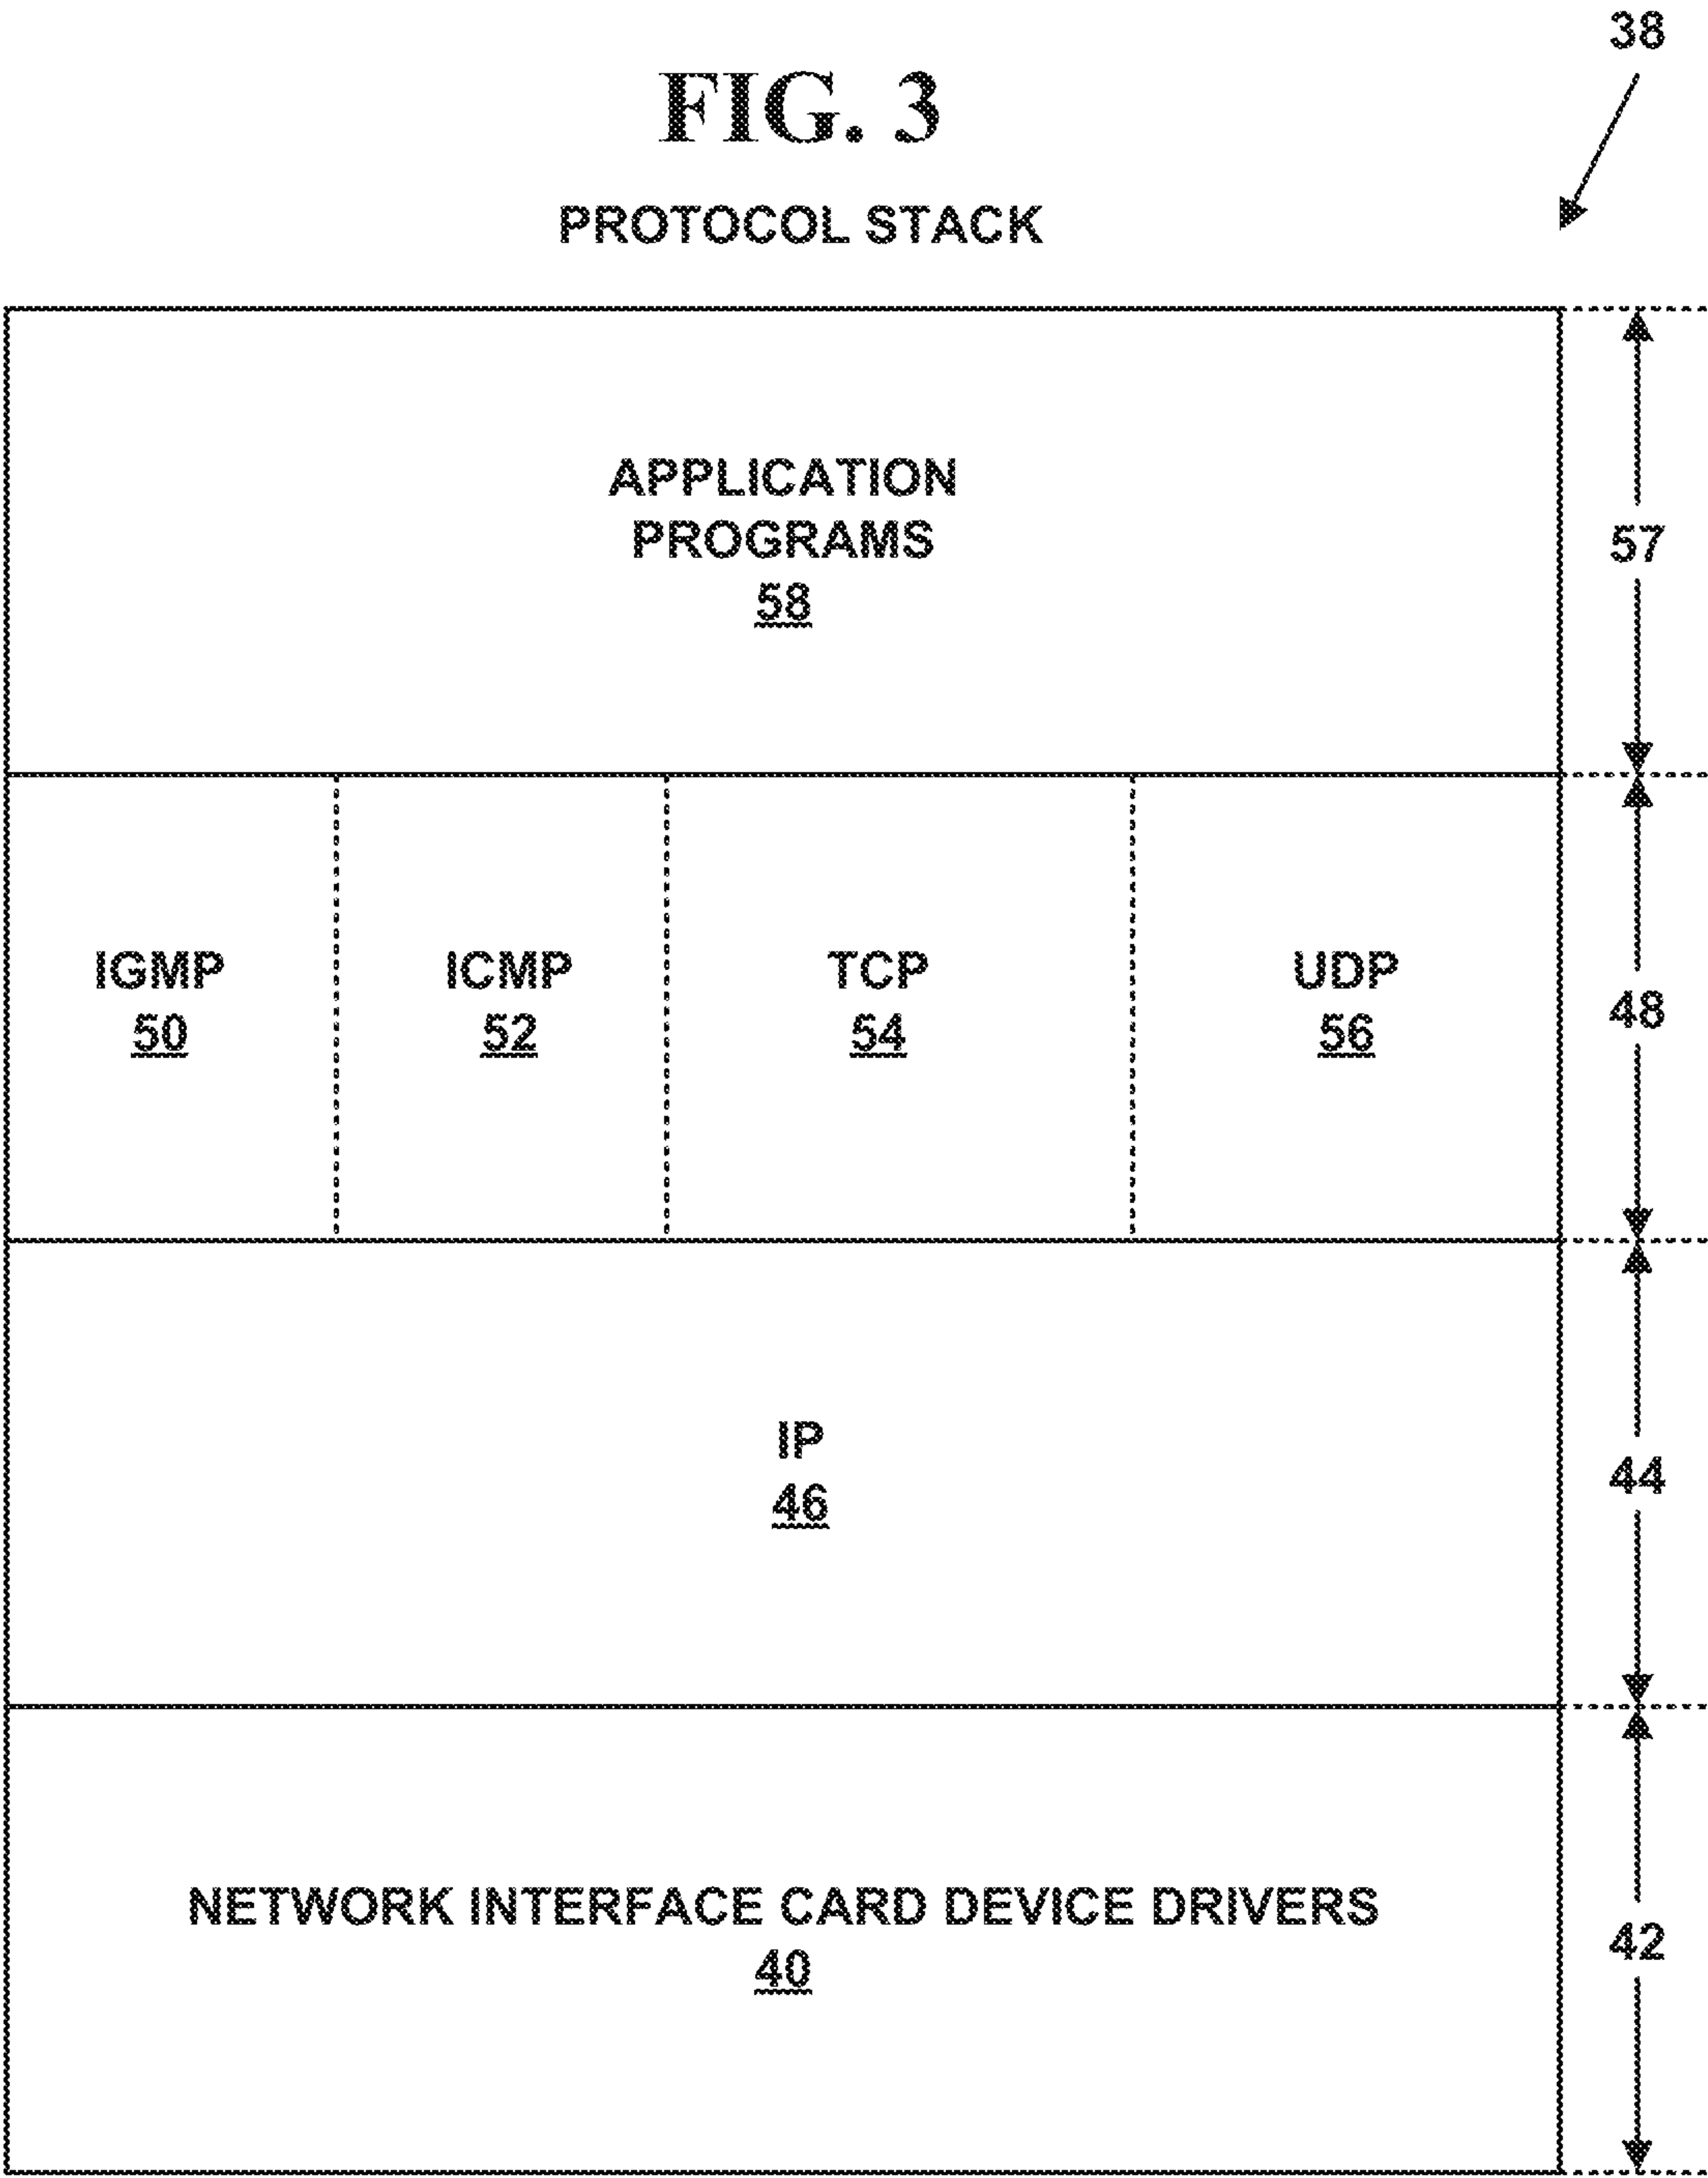 38
FIG. 3
PROTOCOL STACK
APPLICATION
PROGRAMS
58
57
IGMP
50
ICMP
52
TCP
54
UDP
56
48
IP
46
44
NETWORK INTERFACE CARD DEVICE DRIVERS
40
42